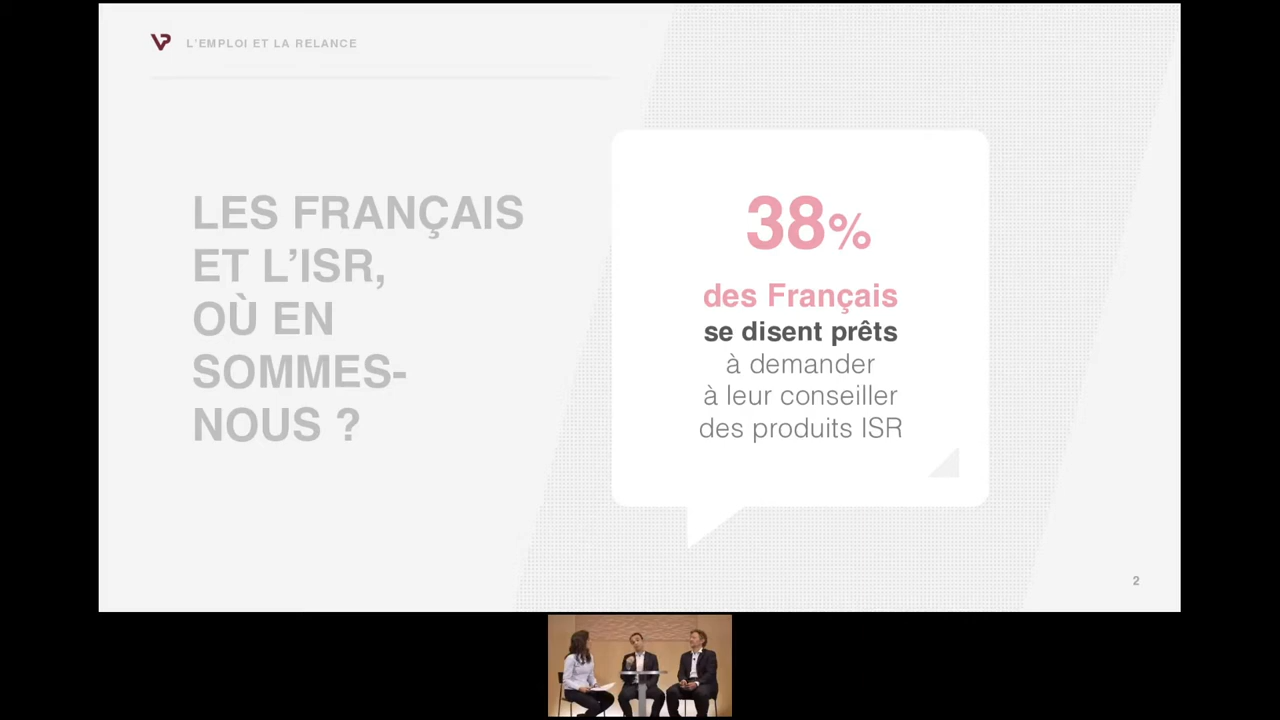 L'EMPLOI ET LA RELANCE
LES FRANÇAIS
ET L'ISR,
OÙ EN
SOMMES-
NOUS ?
38%
des Français
se disent prêts
à demander
à leur conseiller
des produits ISR
2